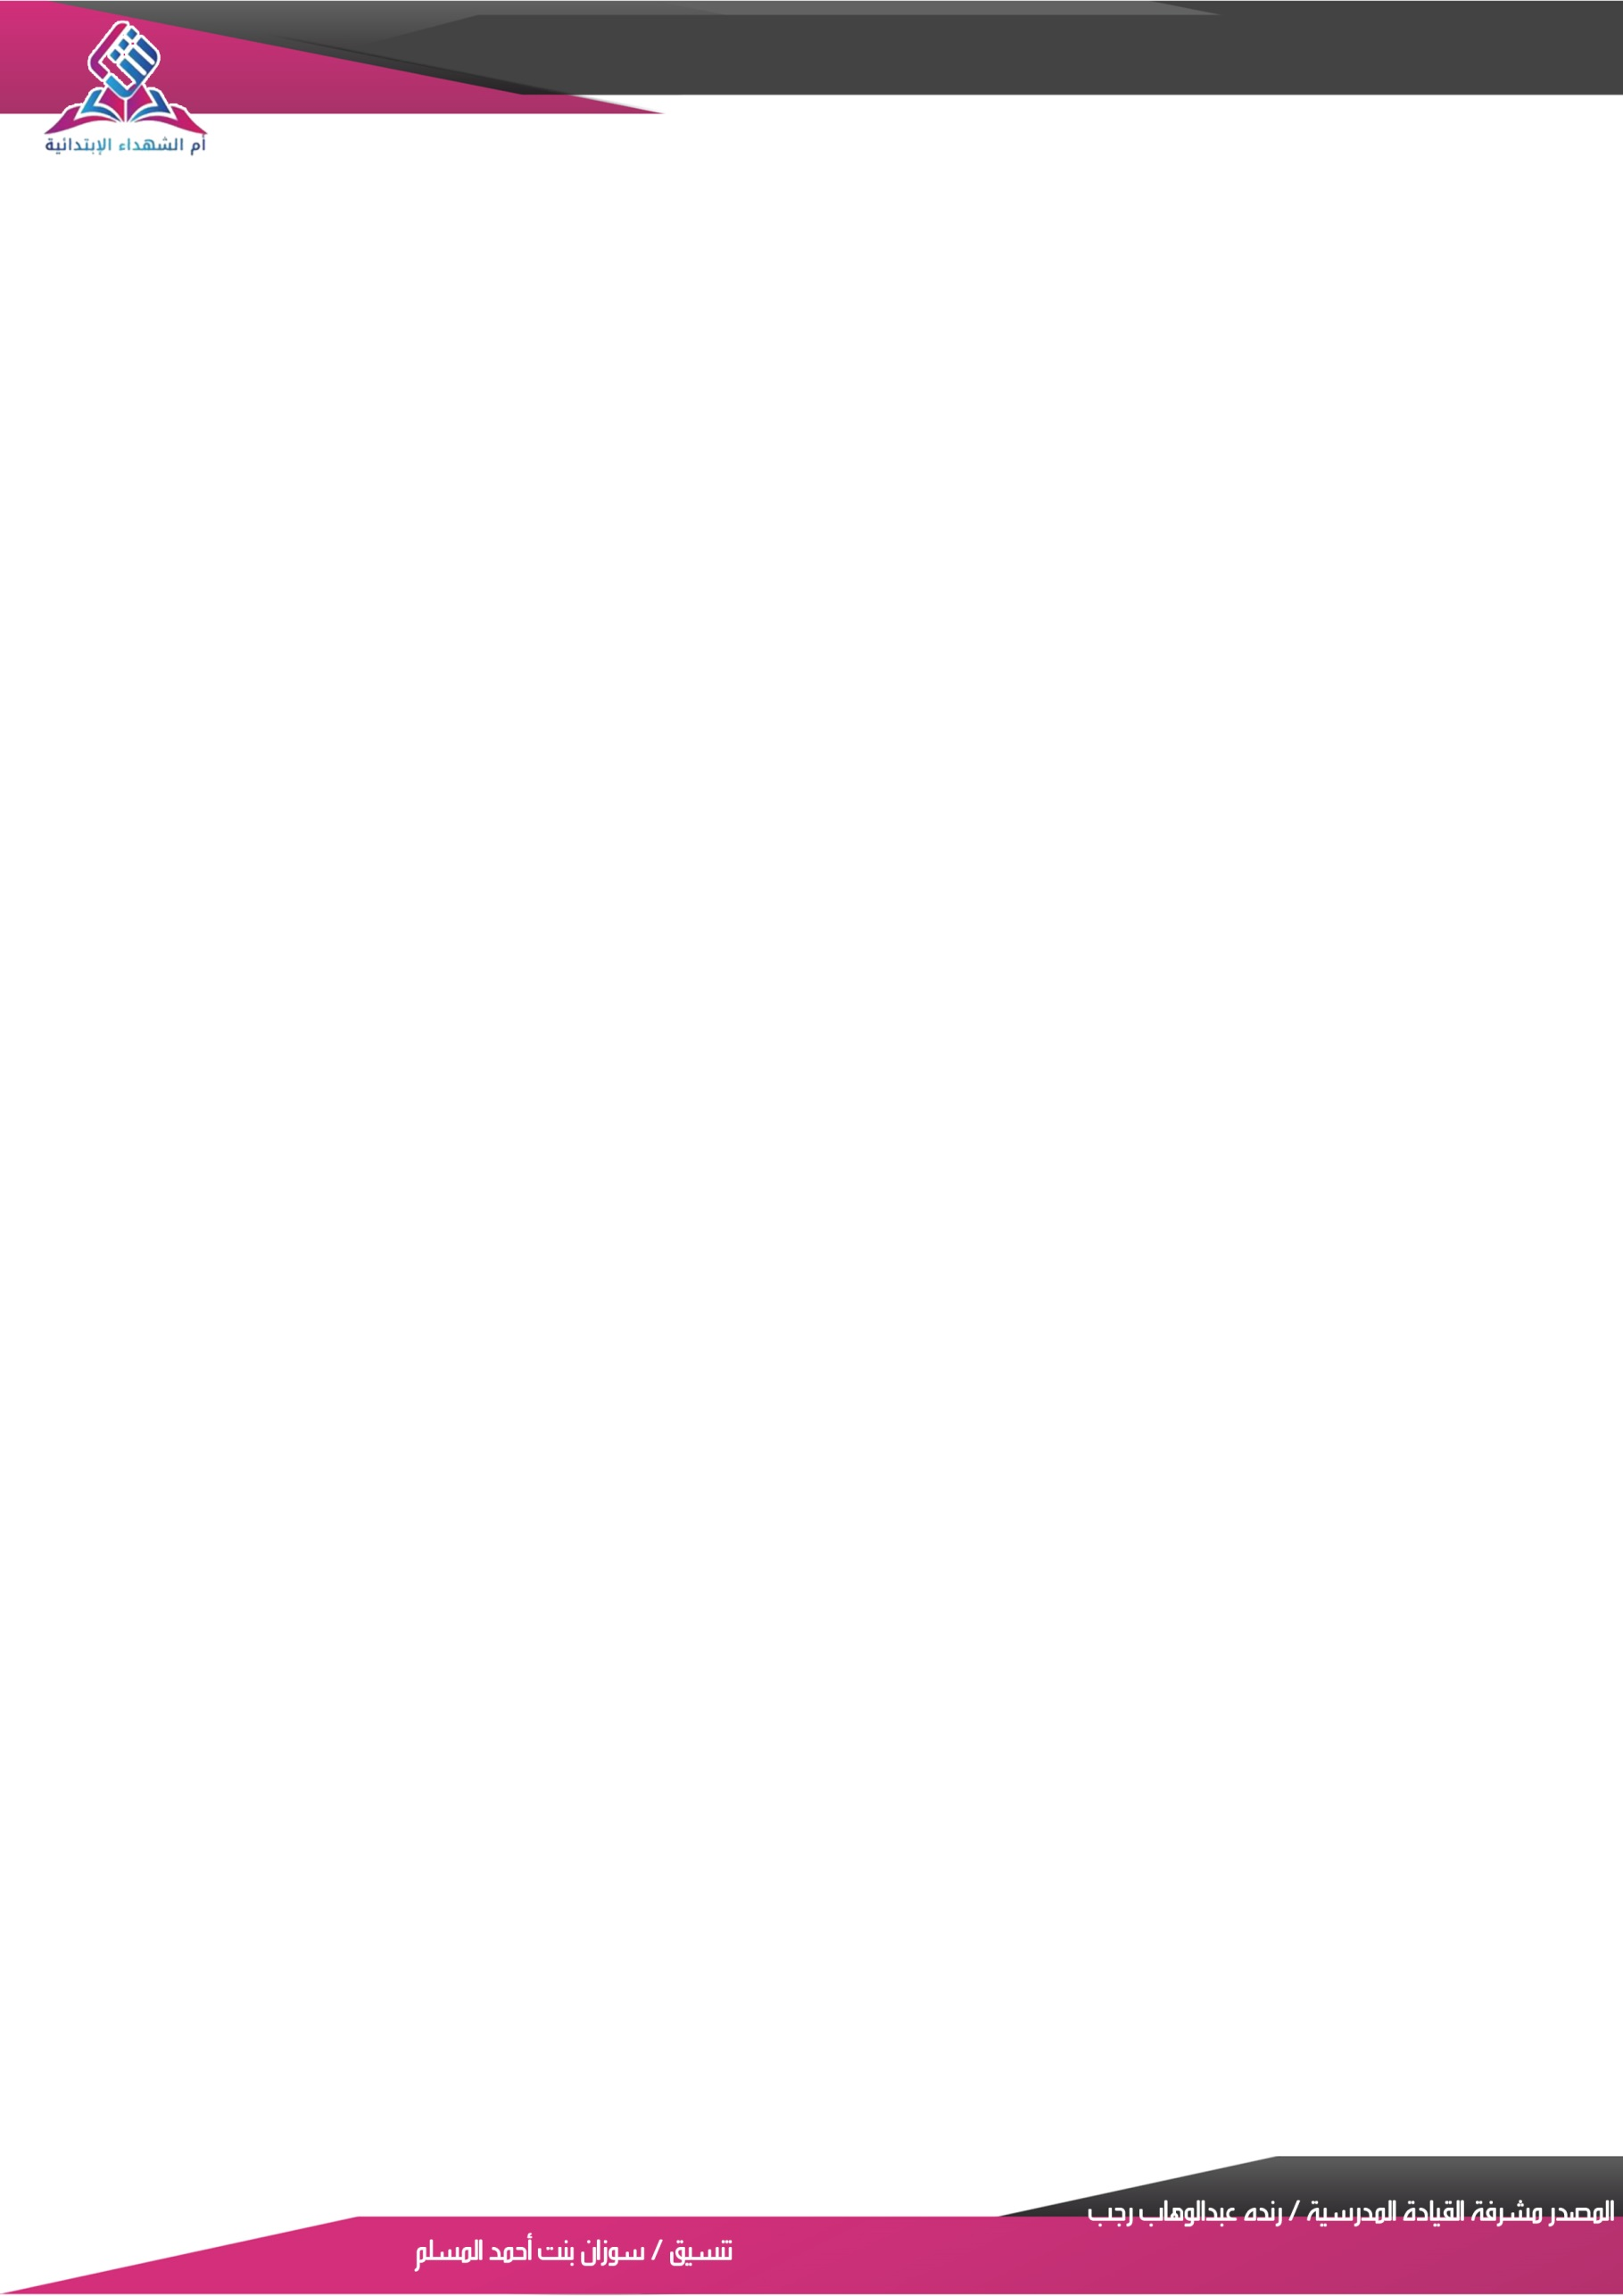 أم الشهداء الإبتدائية
المصدر مشرفة القيادة المدرسية / رنده عبدالوهاب رجب
تنسيق / سوزان بنت أحمد المسلم